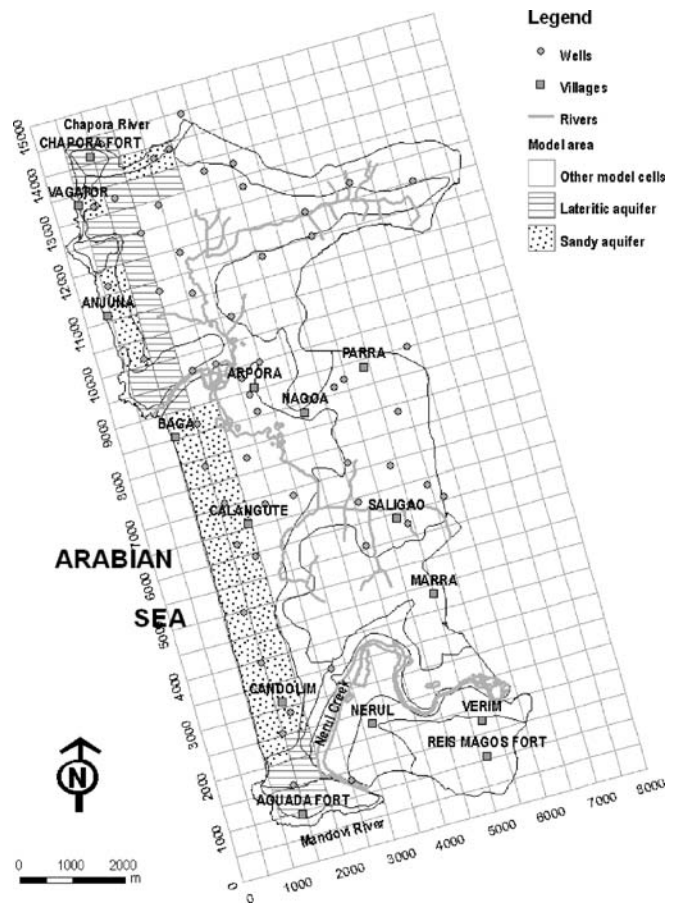 Legend
Wells
Villages
Rivers
Model area
Other model cells
Lateritic aquifer
Sandy aquifer
15000
Chapora River
CHAPORA FORT
14000
VAGATOR
13000
12000
ANJUNA
11000
10000
PARRA
ARPORA
NAGOA
9000
BAGA
8000
CALANGUTE
SALIGAO
7000
ARABIAN
SEA
6000
MARRA
5000
4000
CANDOLIM
Nerul Creek
NERUL
VERIM
3000
REIS MAGOS FORT
2000
AGUADA FORT
Mandovi River
1000
0
0
1000
2000
3000
4000
5000
6000
7000
8000
N
0 1000 2000
m